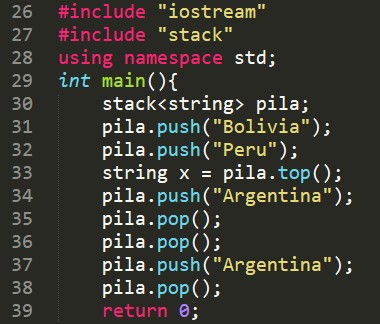 26 #include "iostream"
27 #include "stack"
28 using namespace std;
29 int main(){
30     stack<string> pila;
31     pila.push("Bolivia");
32     pila.push("Peru");
33     string x = pila.top();
34     pila.push("Argentina");
35     pila.pop();
36     pila.pop();
37     pila.push("Argentina");
38     pila.pop();
39     return 0;